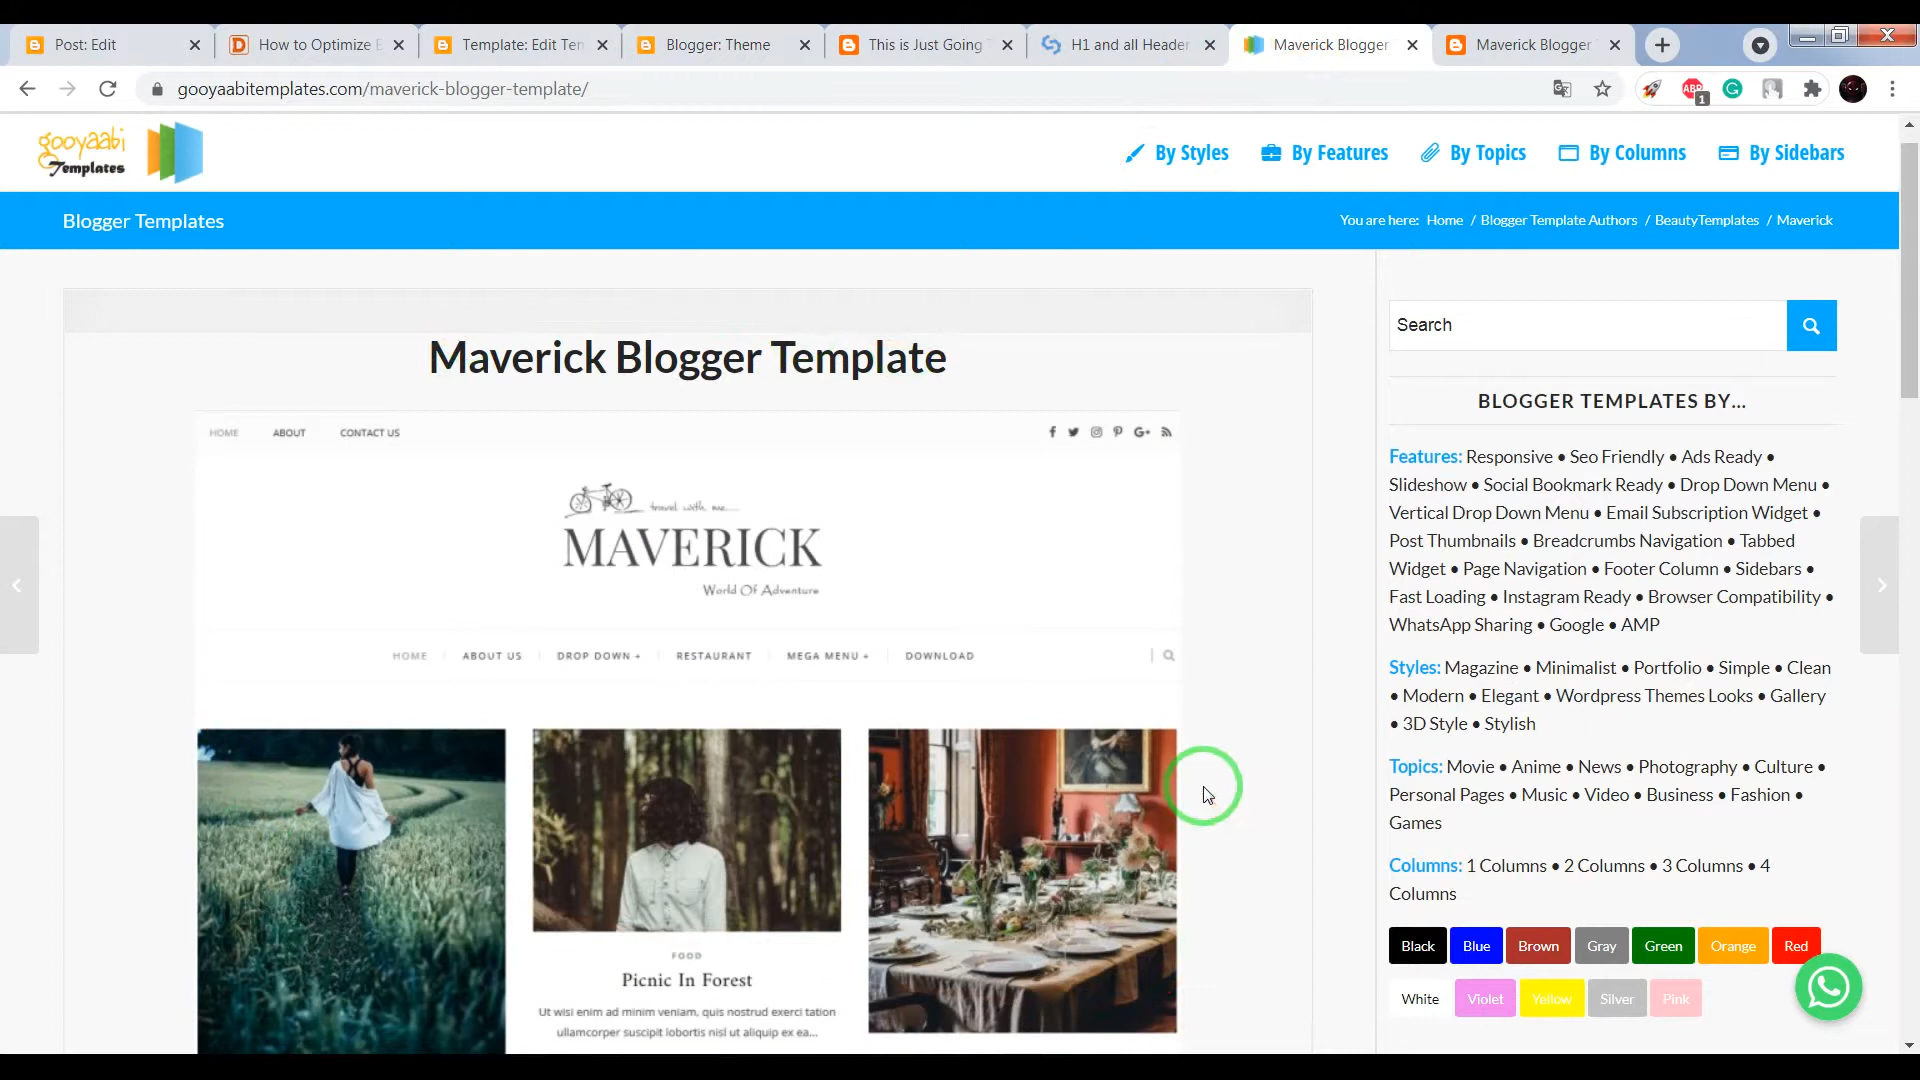 Post: Edit
How to Optimize B
Template: Edit Ten
Blogger: Theme
This is Just Going
H1 and all Header
Maverick Blogger
Maverick Blogger
gooyaabitemplates.com/maverick-blogger-template/
ABP
1
gooyaabi
Templates
By Styles
By Features
By Topics
By Columns
By Sidebars
Blogger Templates
You are here: Home / Blogger Template Authors / BeautyTemplates / Maverick
Maverick Blogger Template
HOME ABOUT CONTACT US
travel with me....
MAVERICK
World Of Adventure
HOME ABOUT US DROP DOWN + RESTAURANT MEGA MENU + DOWNLOAD
FOOD
Picnic In Forest
Ut wisi enim ad minim veniam, quis nostrud exerci tation
ullamcorper suscipit lobortis nisl ut aliquip ex ea...
Search
BLOGGER TEMPLATES BY...
Features: Responsive • Seo Friendly • Ads Ready •
Slideshow • Social Bookmark Ready • Drop Down Menu •
Vertical Drop Down Menu • Email Subscription Widget •
Post Thumbnails • Breadcrumbs Navigation • Tabbed
Widget • Page Navigation • Footer Column • Sidebars •
Fast Loading • Instagram Ready • Browser Compatibility •
WhatsApp Sharing • Google • AMP
Styles: Magazine • Minimalist • Portfolio • Simple • Clean
• Modern • Elegant • Wordpress Themes Looks • Gallery
• 3D Style • Stylish
Topics: Movie • Anime • News • Photography • Culture •
Personal Pages • Music • Video • Business • Fashion •
Games
Columns: 1 Columns • 2 Columns • 3 Columns • 4
Columns
Black Blue Brown Gray Green Orange Red
White Violet Yellow Silver Pink